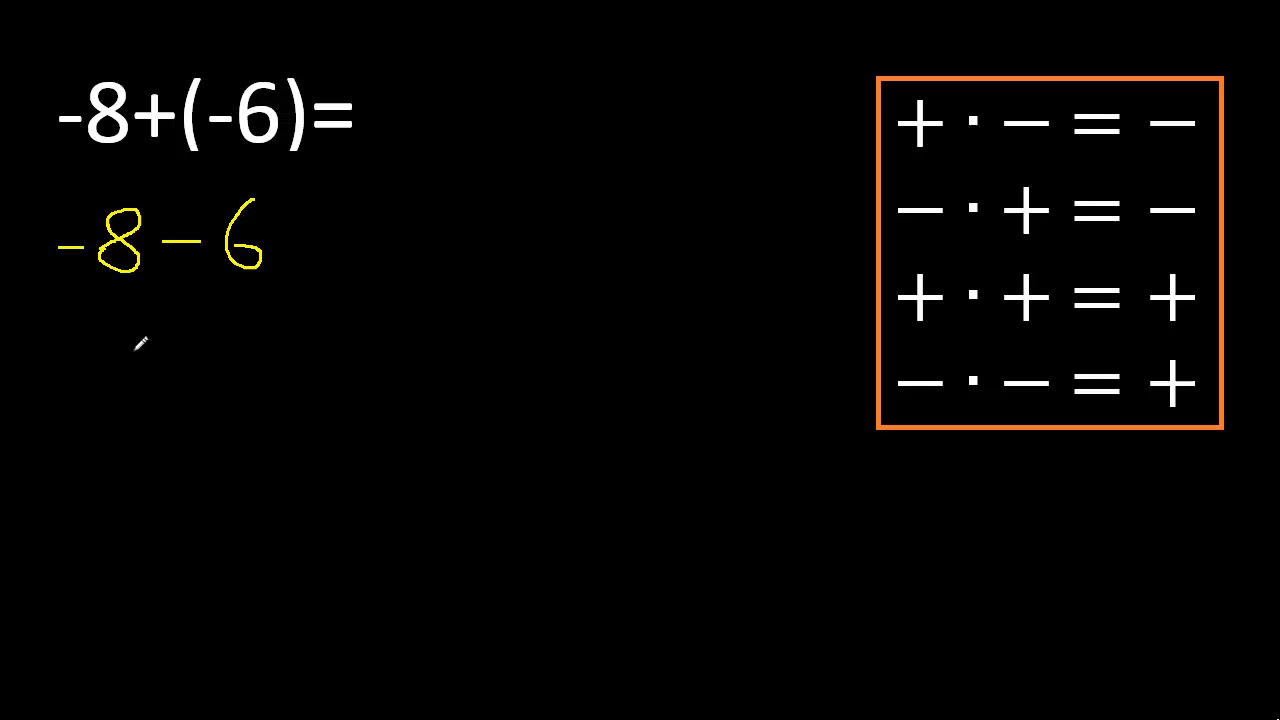 -8+(-6)=
-8-6
+ · − = −
− · + = −
+ · + = +
− · − = +